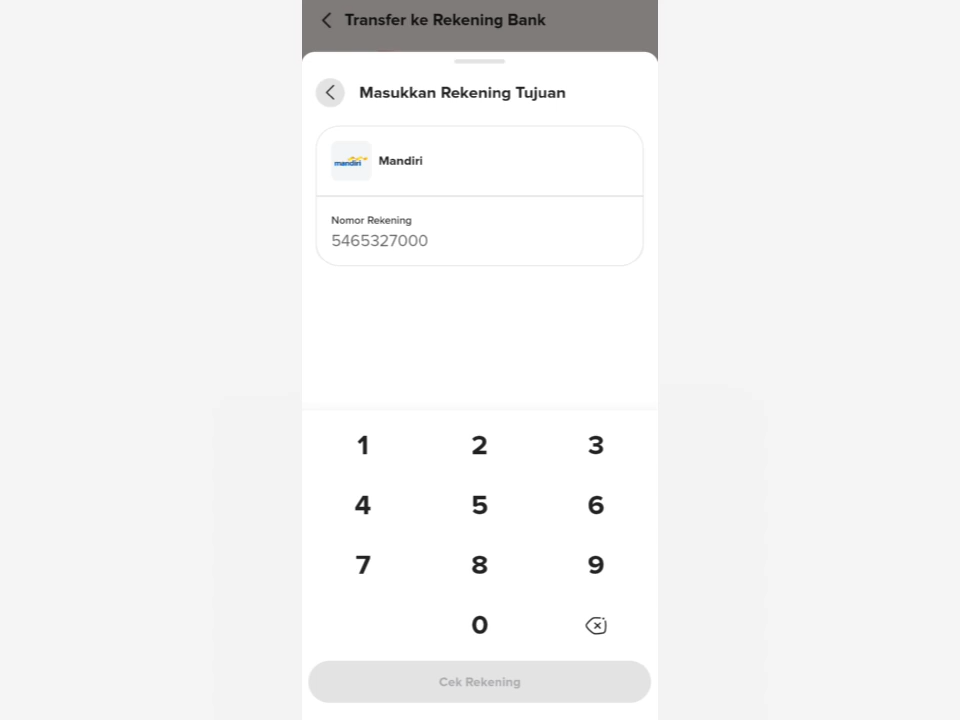 Transfer ke Rekening Bank
Masukkan Rekening Tujuan
mandiri
Mandiri
Nomor Rekening
5465327000
1 2 3
4 5 6
7 8 9
0
Cek Rekening